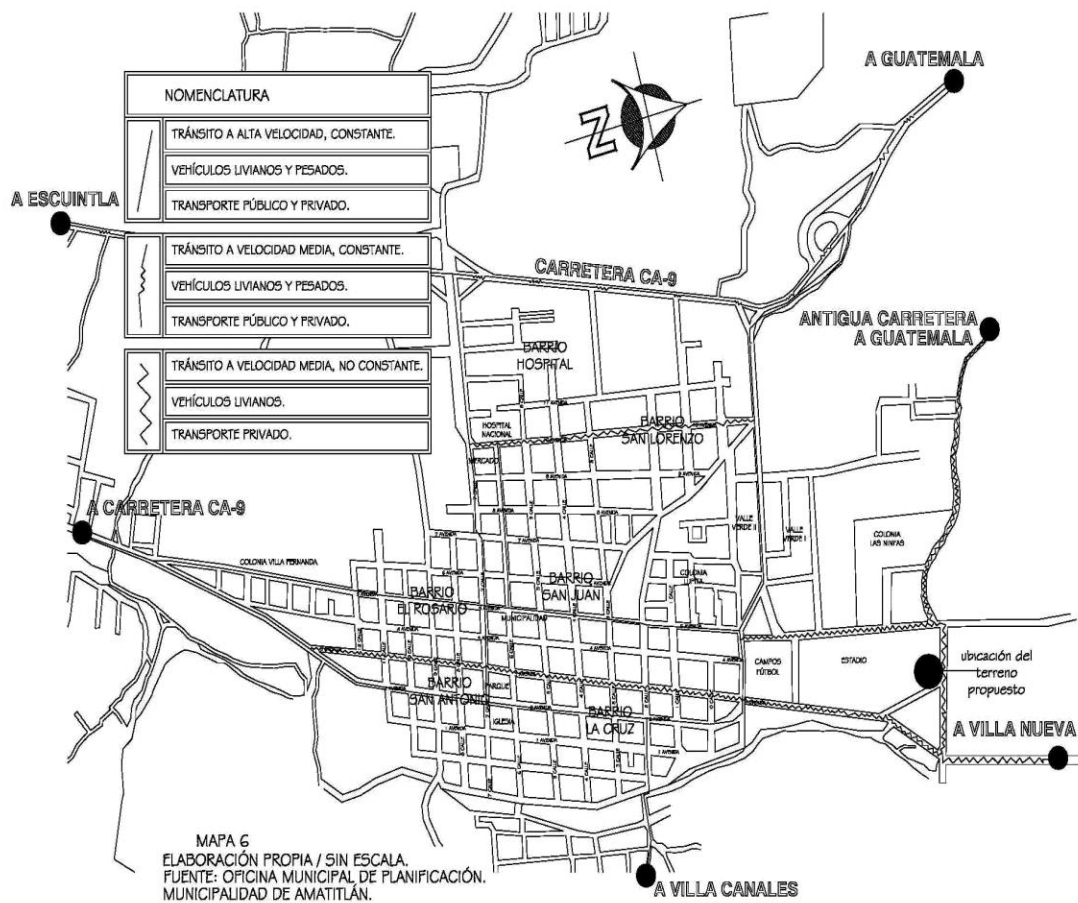 A GUATEMALA
NOMENCLATURA
TRÁNSITO A ALTA VELOCIDAD, CONSTANTE.
VEHÍCULOS LIVIANOS Y PESADOS.
TRANSPORTE PÚBLICO Y PRIVADO.
TRÁNSITO A VELOCIDAD MEDIA, CONSTANTE.
VEHÍCULOS LIVIANOS Y PESADOS.
TRANSPORTE PÚBLICO Y PRIVADO.
TRÁNSITO A VELOCIDAD MEDIA, NO CONSTANTE.
VEHÍCULOS LIVIANOS.
TRANSPORTE PRIVADO.
Z
A ESCUINTLA
CARRETERA CA-9
ANTIGUA CARRETERA
A GUATEMALA
BARRIO
HOSPITAL
HOSPITAL
NACIONAL
BARRIO
SAN LORENZO
MERCADO
A CARRETERA CA-9
VALLE
VERDE II
VALLE
VERDE I
COLONIA
LAS NINFAS
COLONIA VILLA FERNANDA
BARRIO
EL ROSARIO
BARRIO
SAN JUAN
MUNICIPALIDAD
COLONIA
CAMPOS
FÚTBOL
ESTADIO
ubicación del
terreno
propuesto
BARRIO
SAN ANTONIO
PARQUE
IGLESIA
BARRIO
LA CRUZ
A VILLA NUEVA
A VILLA CANALES
MAPA 6
ELABORACIÓN PROPIA / SIN ESCALA.
FUENTE: OFICINA MUNICIPAL DE PLANIFICACIÓN.
MUNICIPALIDAD DE AMATITLÁN.